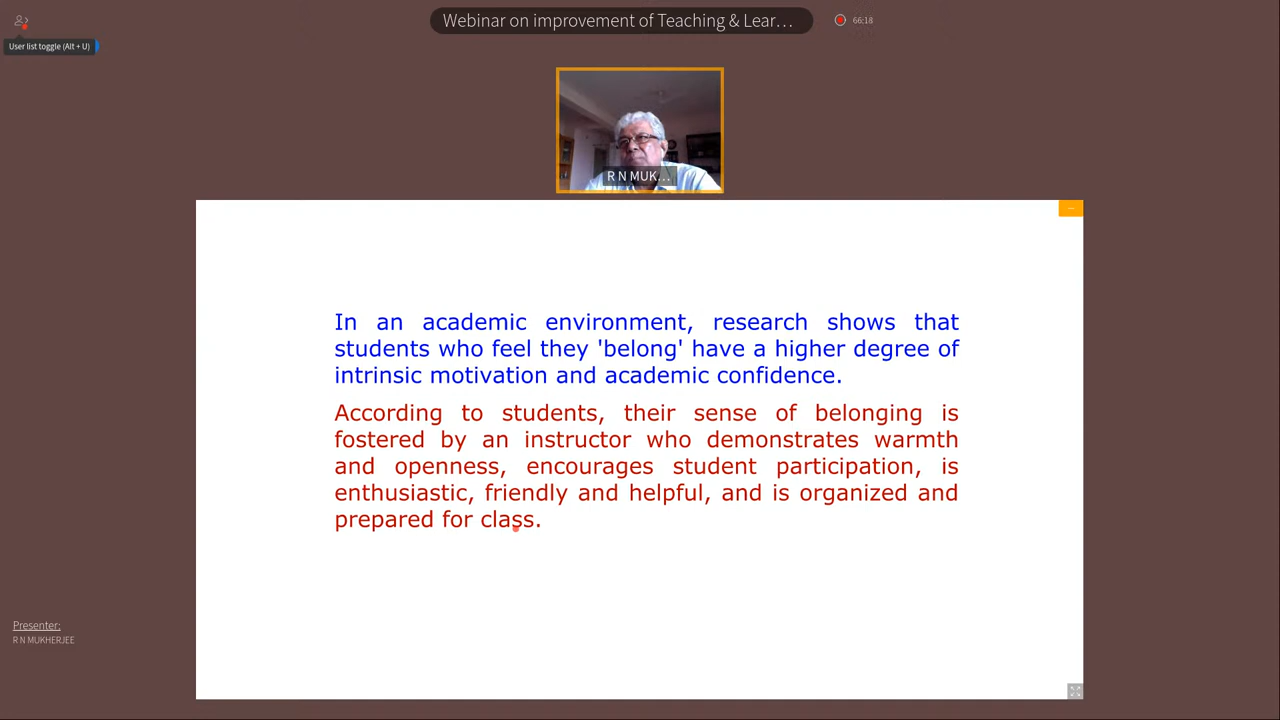 Webinar on improvement of Teaching & Lear…
66:18
User list toggle (Alt + U)
R N MUK…
In an academic environment, research shows that
students who feel they 'belong' have a higher degree of
intrinsic motivation and academic confidence.
According to students, their sense of belonging is
fostered by an instructor who demonstrates warmth
and openness, encourages student participation, is
enthusiastic, friendly and helpful, and is organized and
prepared for class.
Presenter:
R N MUKHERJEE